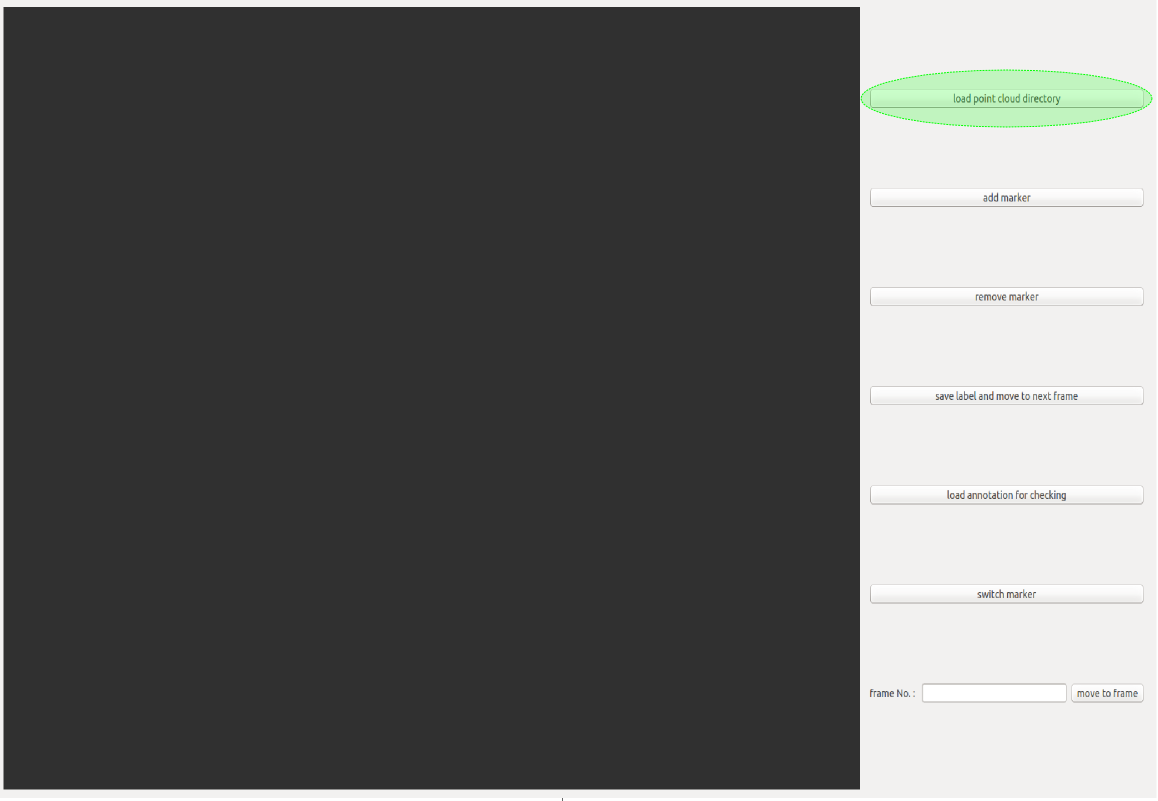 load point cloud directory
add marker
remove marker
save label and move to next frame
load annotation for checking
switch marker
frame No. : move to frame